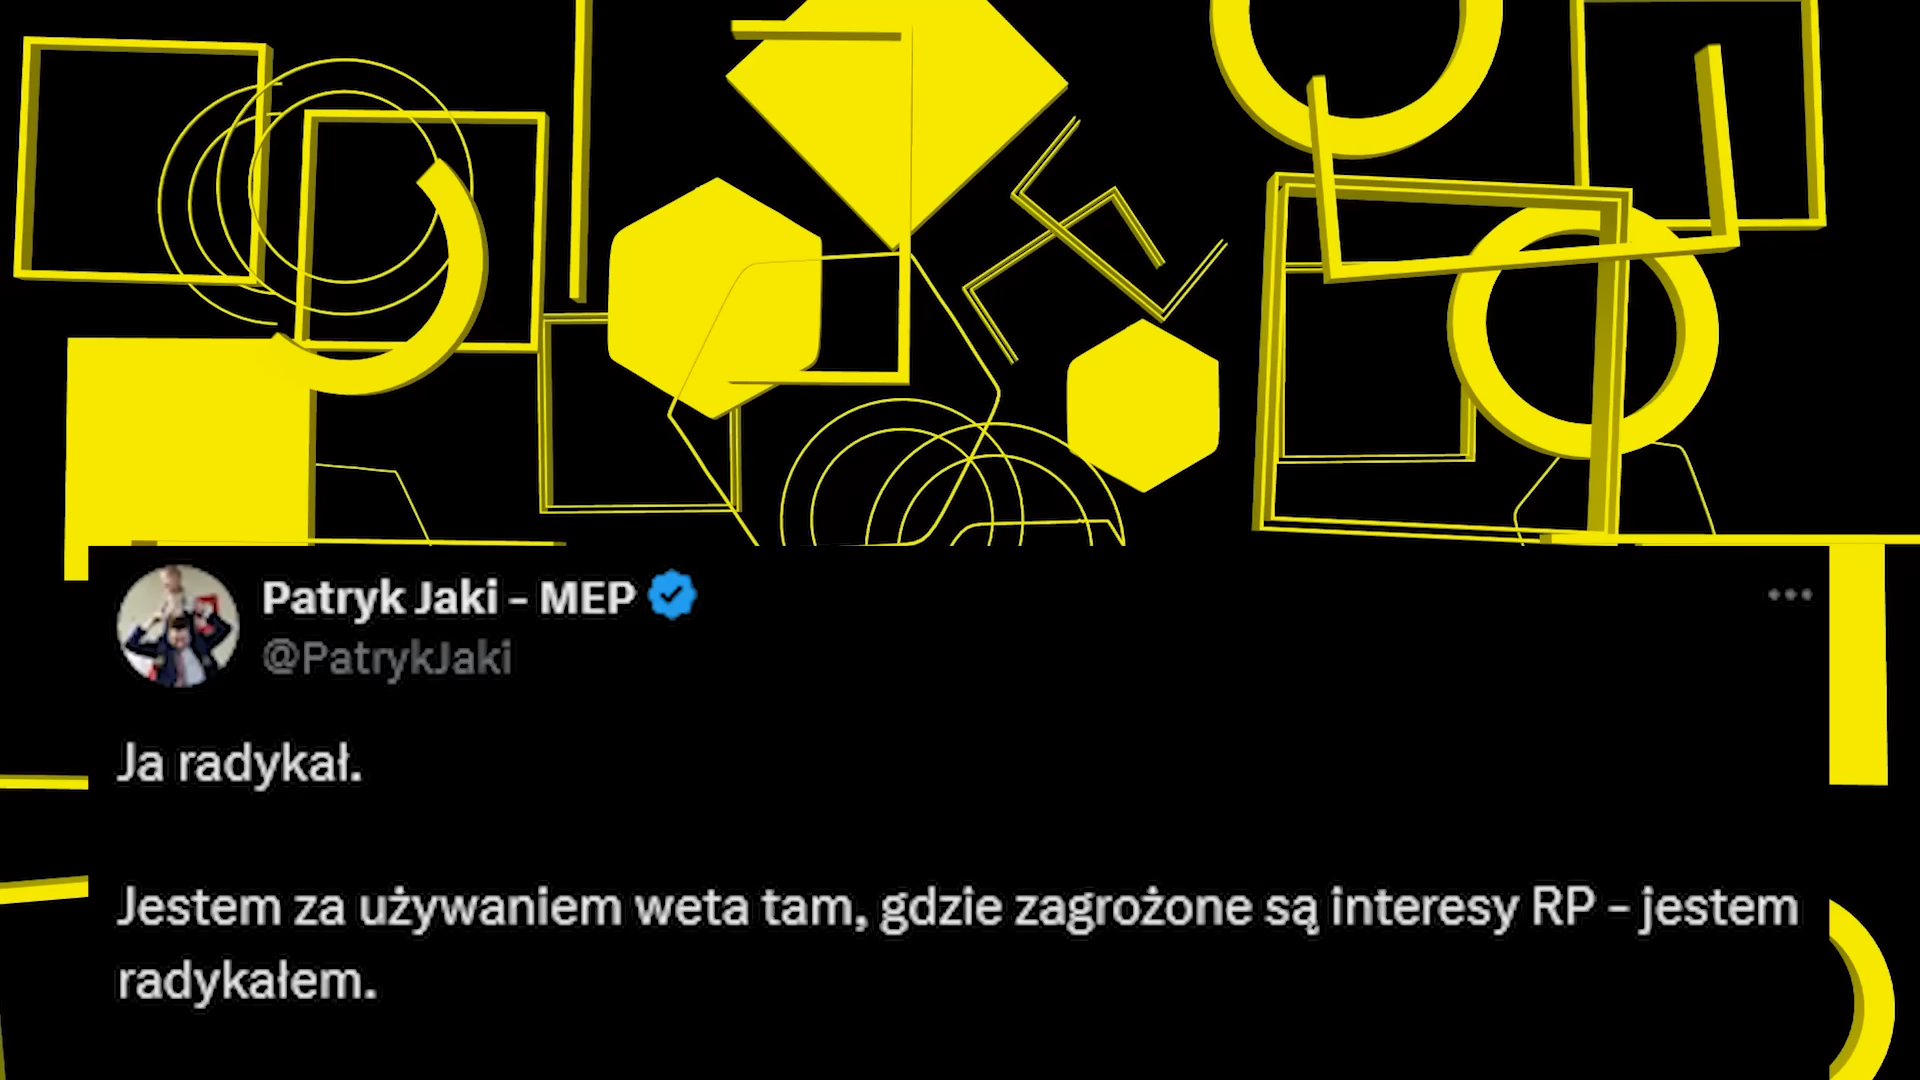 Patryk Jaki - MEP
@PatrykJaki
Ja radykał.
Jestem za używaniem weta tam, gdzie zagrożone są interesy RP - jestem
radykałem.